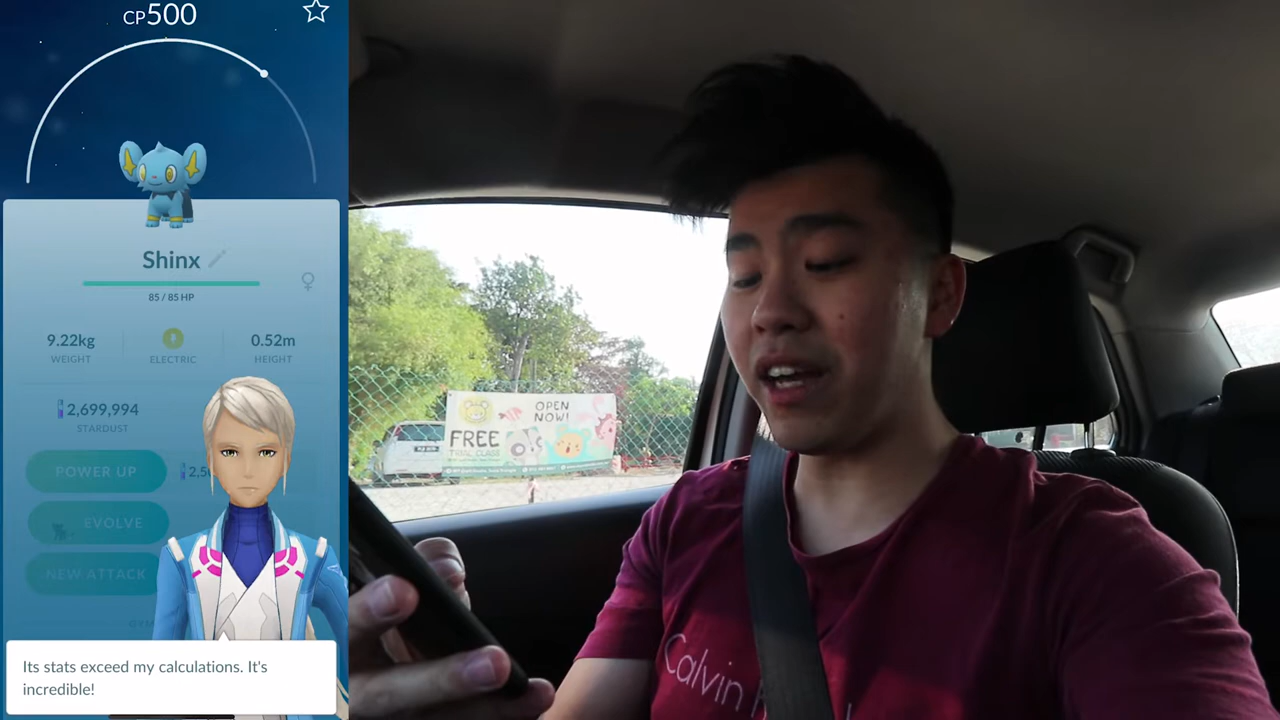 CP500
Shinx
85 / 85 HP
9.22kg
WEIGHT
ELECTRIC
0.52m
HEIGHT
2,699,994
STARDUST
POWER UP
EVOLVE
NEW ATTACK
Its stats exceed my calculations. It's
incredible!
OPEN
NOW!
FREE
TRIAL CLASS
Calvin